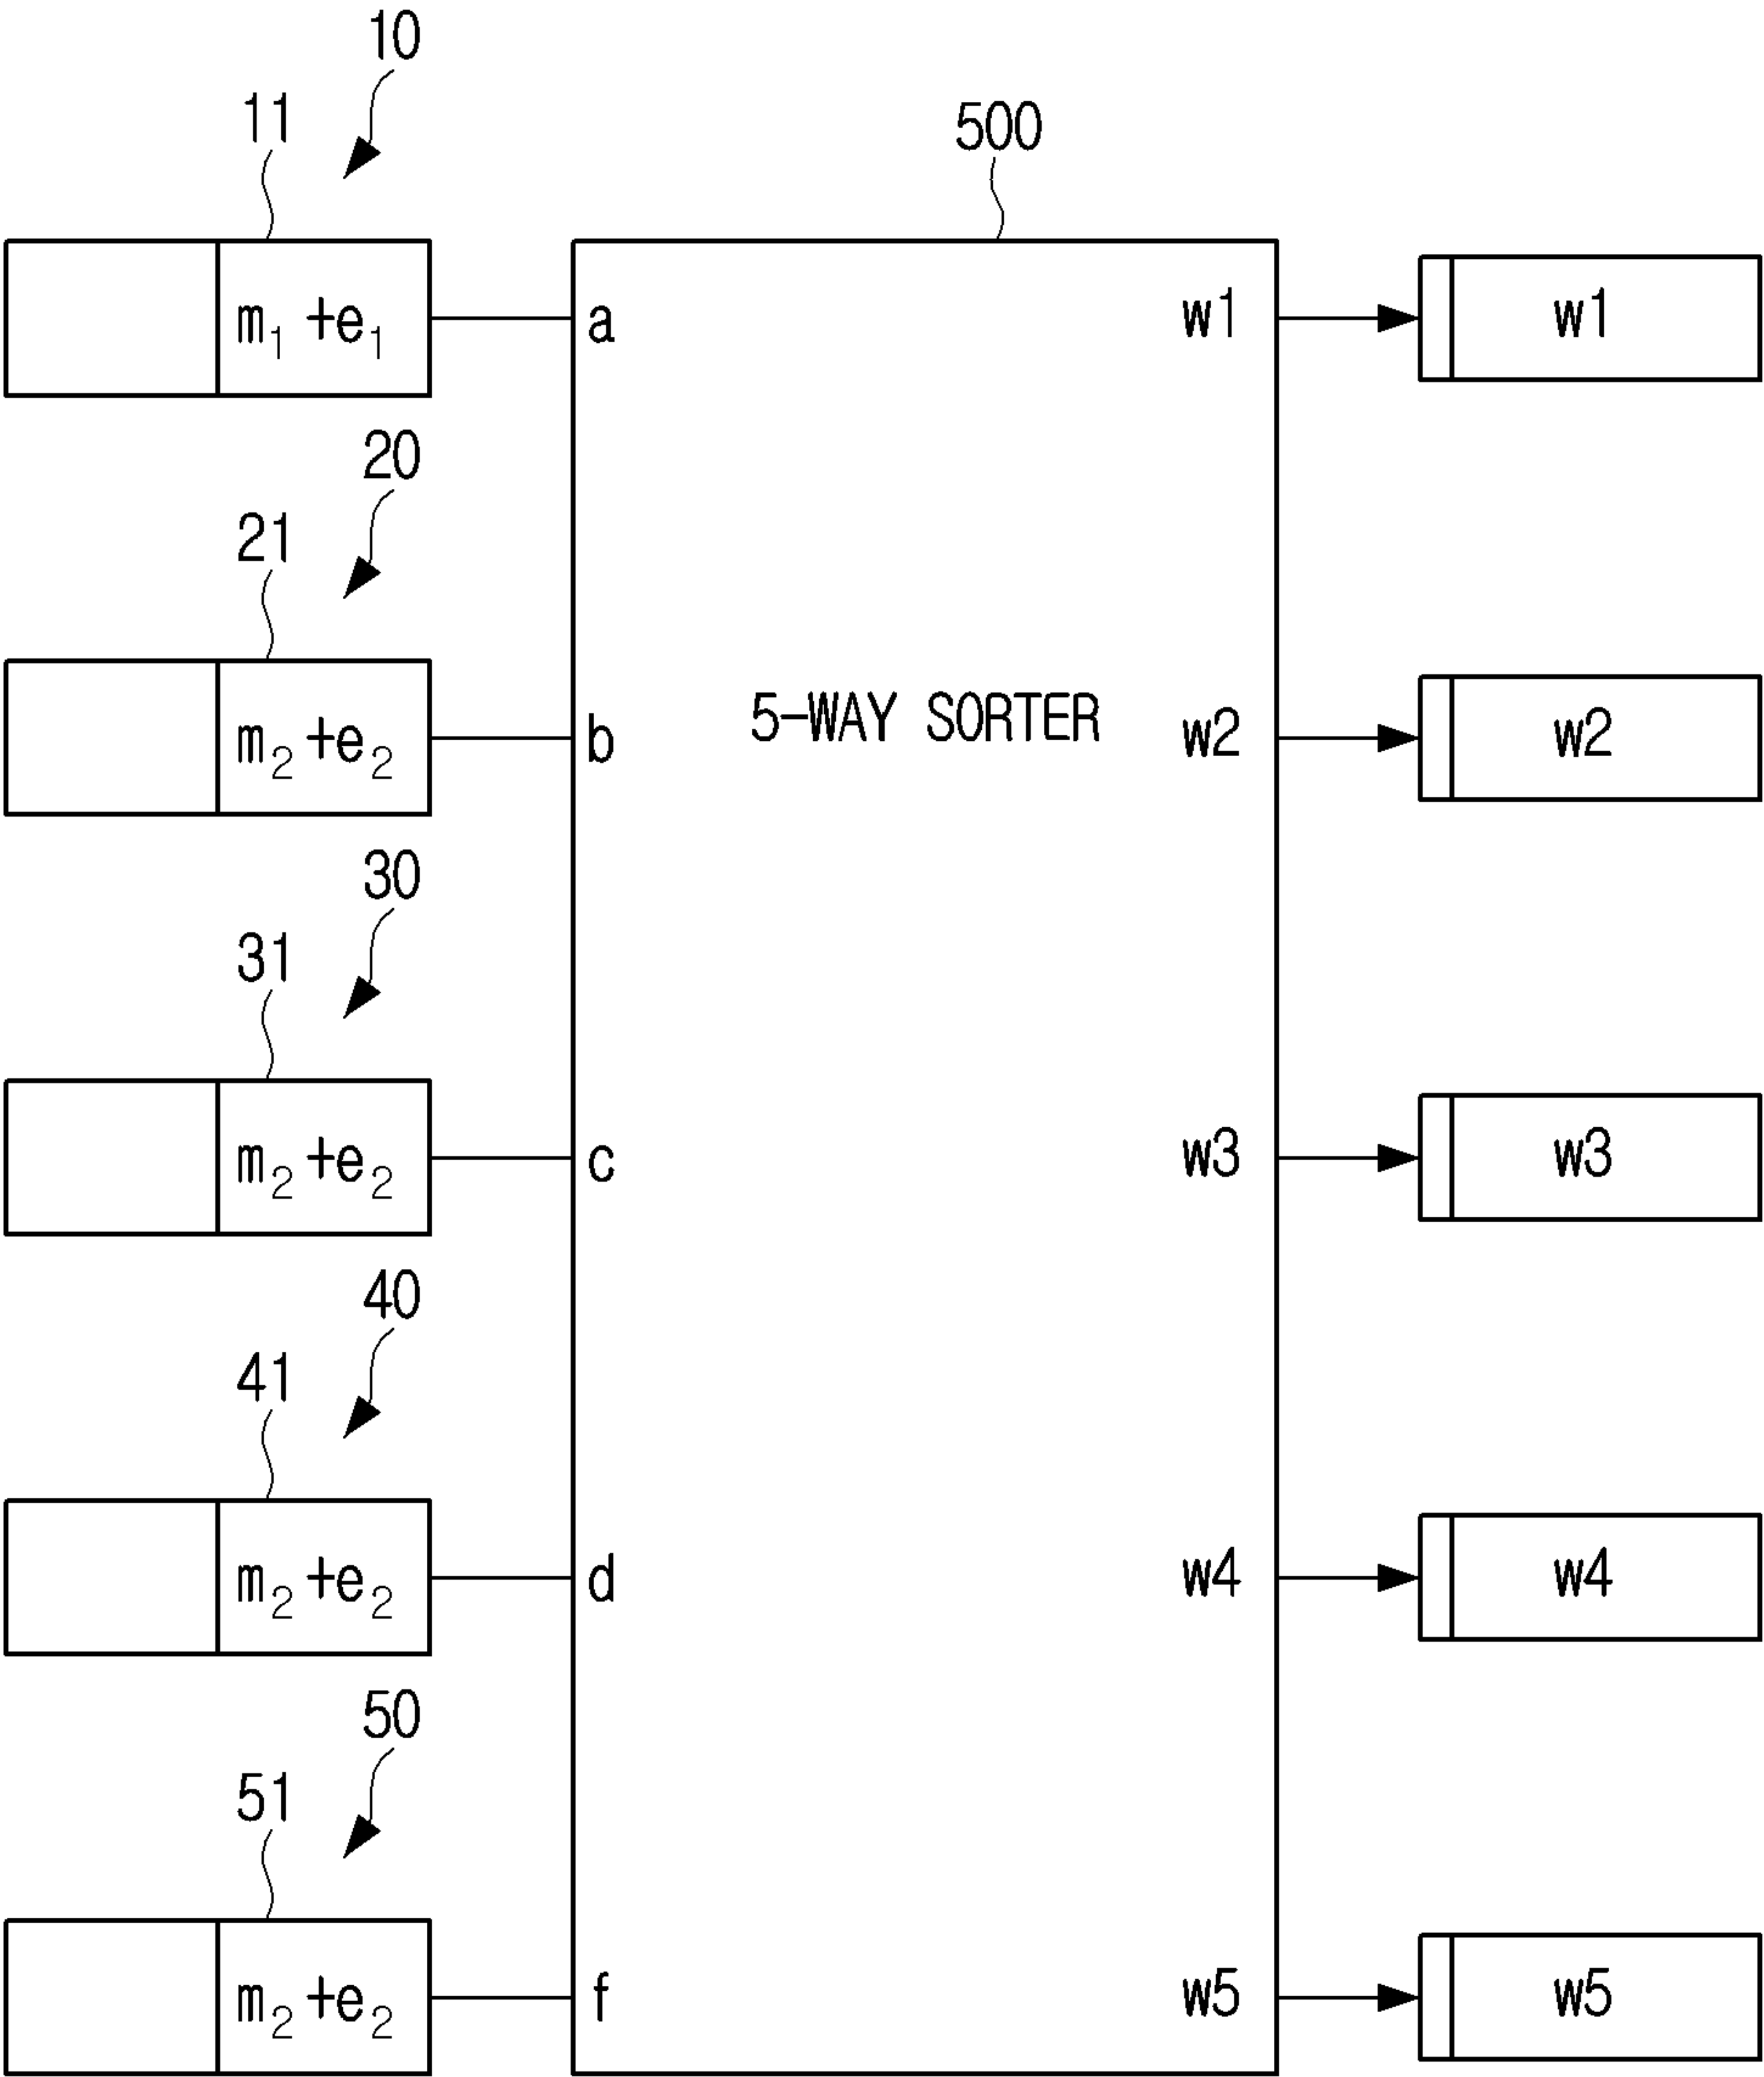 10
11
500
m₁+e₁ a w1 w1
20
21
m₂+e₂ b 5-WAY SORTER w2 w2
30
31
m₂+e₂ c w3 w3
40
41
m₂+e₂ d w4 w4
50
51
m₂+e₂ f w5 w5